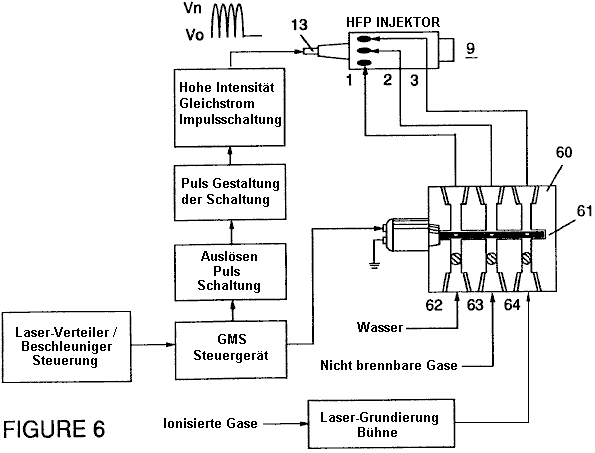 Vn
Vo
13
HFP INJEKTOR
9
1
2
3
Hohe Intensität
Gleichstrom
Impulsschaltung
Puls Gestaltung
der Schaltung
60
61
Auslösen
Puls
Schaltung
62
63
64
Laser-Verteiler /
Beschleuniger
Steuerung
GMS
Steuergerät
Wasser
Nicht brennbare Gase
Ionisierte Gase
Laser-Grundierung
Bühne
FIGURE 6